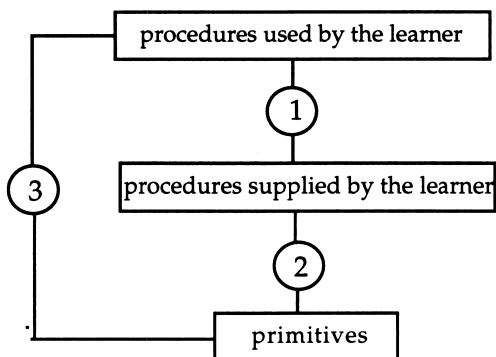 procedures used by the learner
1
3
procedures supplied by the learner
2
primitives